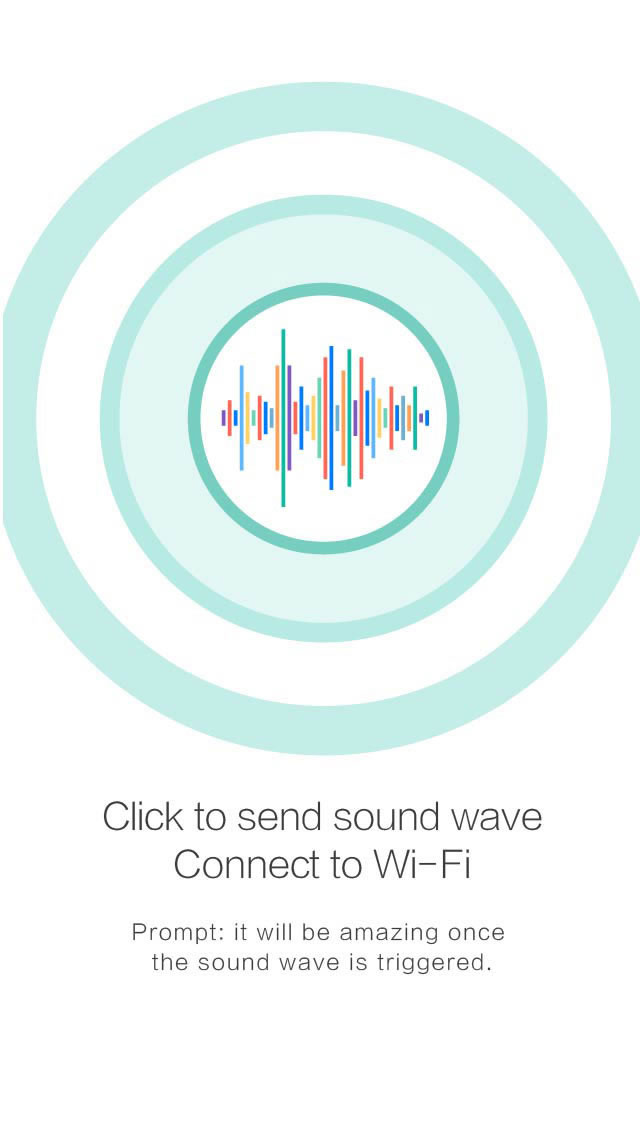 Click to send sound wave
Connect to Wi-Fi
Prompt: it will be amazing once
the sound wave is triggered.